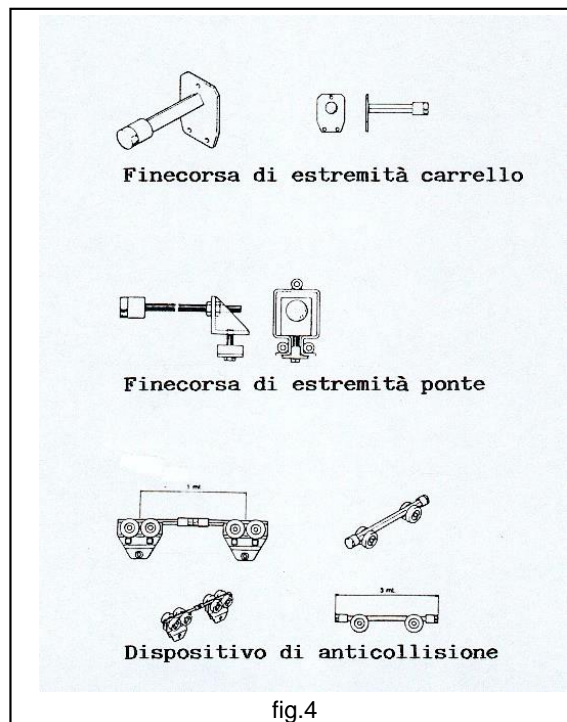 Finecorsa di estremità carrello
Finecorsa di estremità ponte
1 ml.
3 ml.
Dispositivo di anticollisione
fig.4